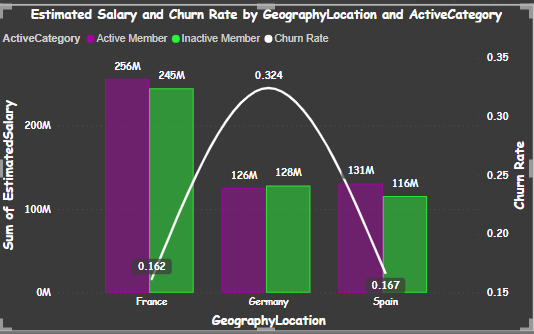 Estimated Salary and Churn Rate by GeographyLocation and ActiveCategory
ActiveCategory Active Member Inactive Member Churn Rate
256M
245M
0.324
126M
128M
131M
116M
0.162
0.167
Sum of EstimatedSalary
200M
100M
0M
Churn Rate
0.35
0.30
0.25
0.20
0.15
France Germany Spain
GeographyLocation